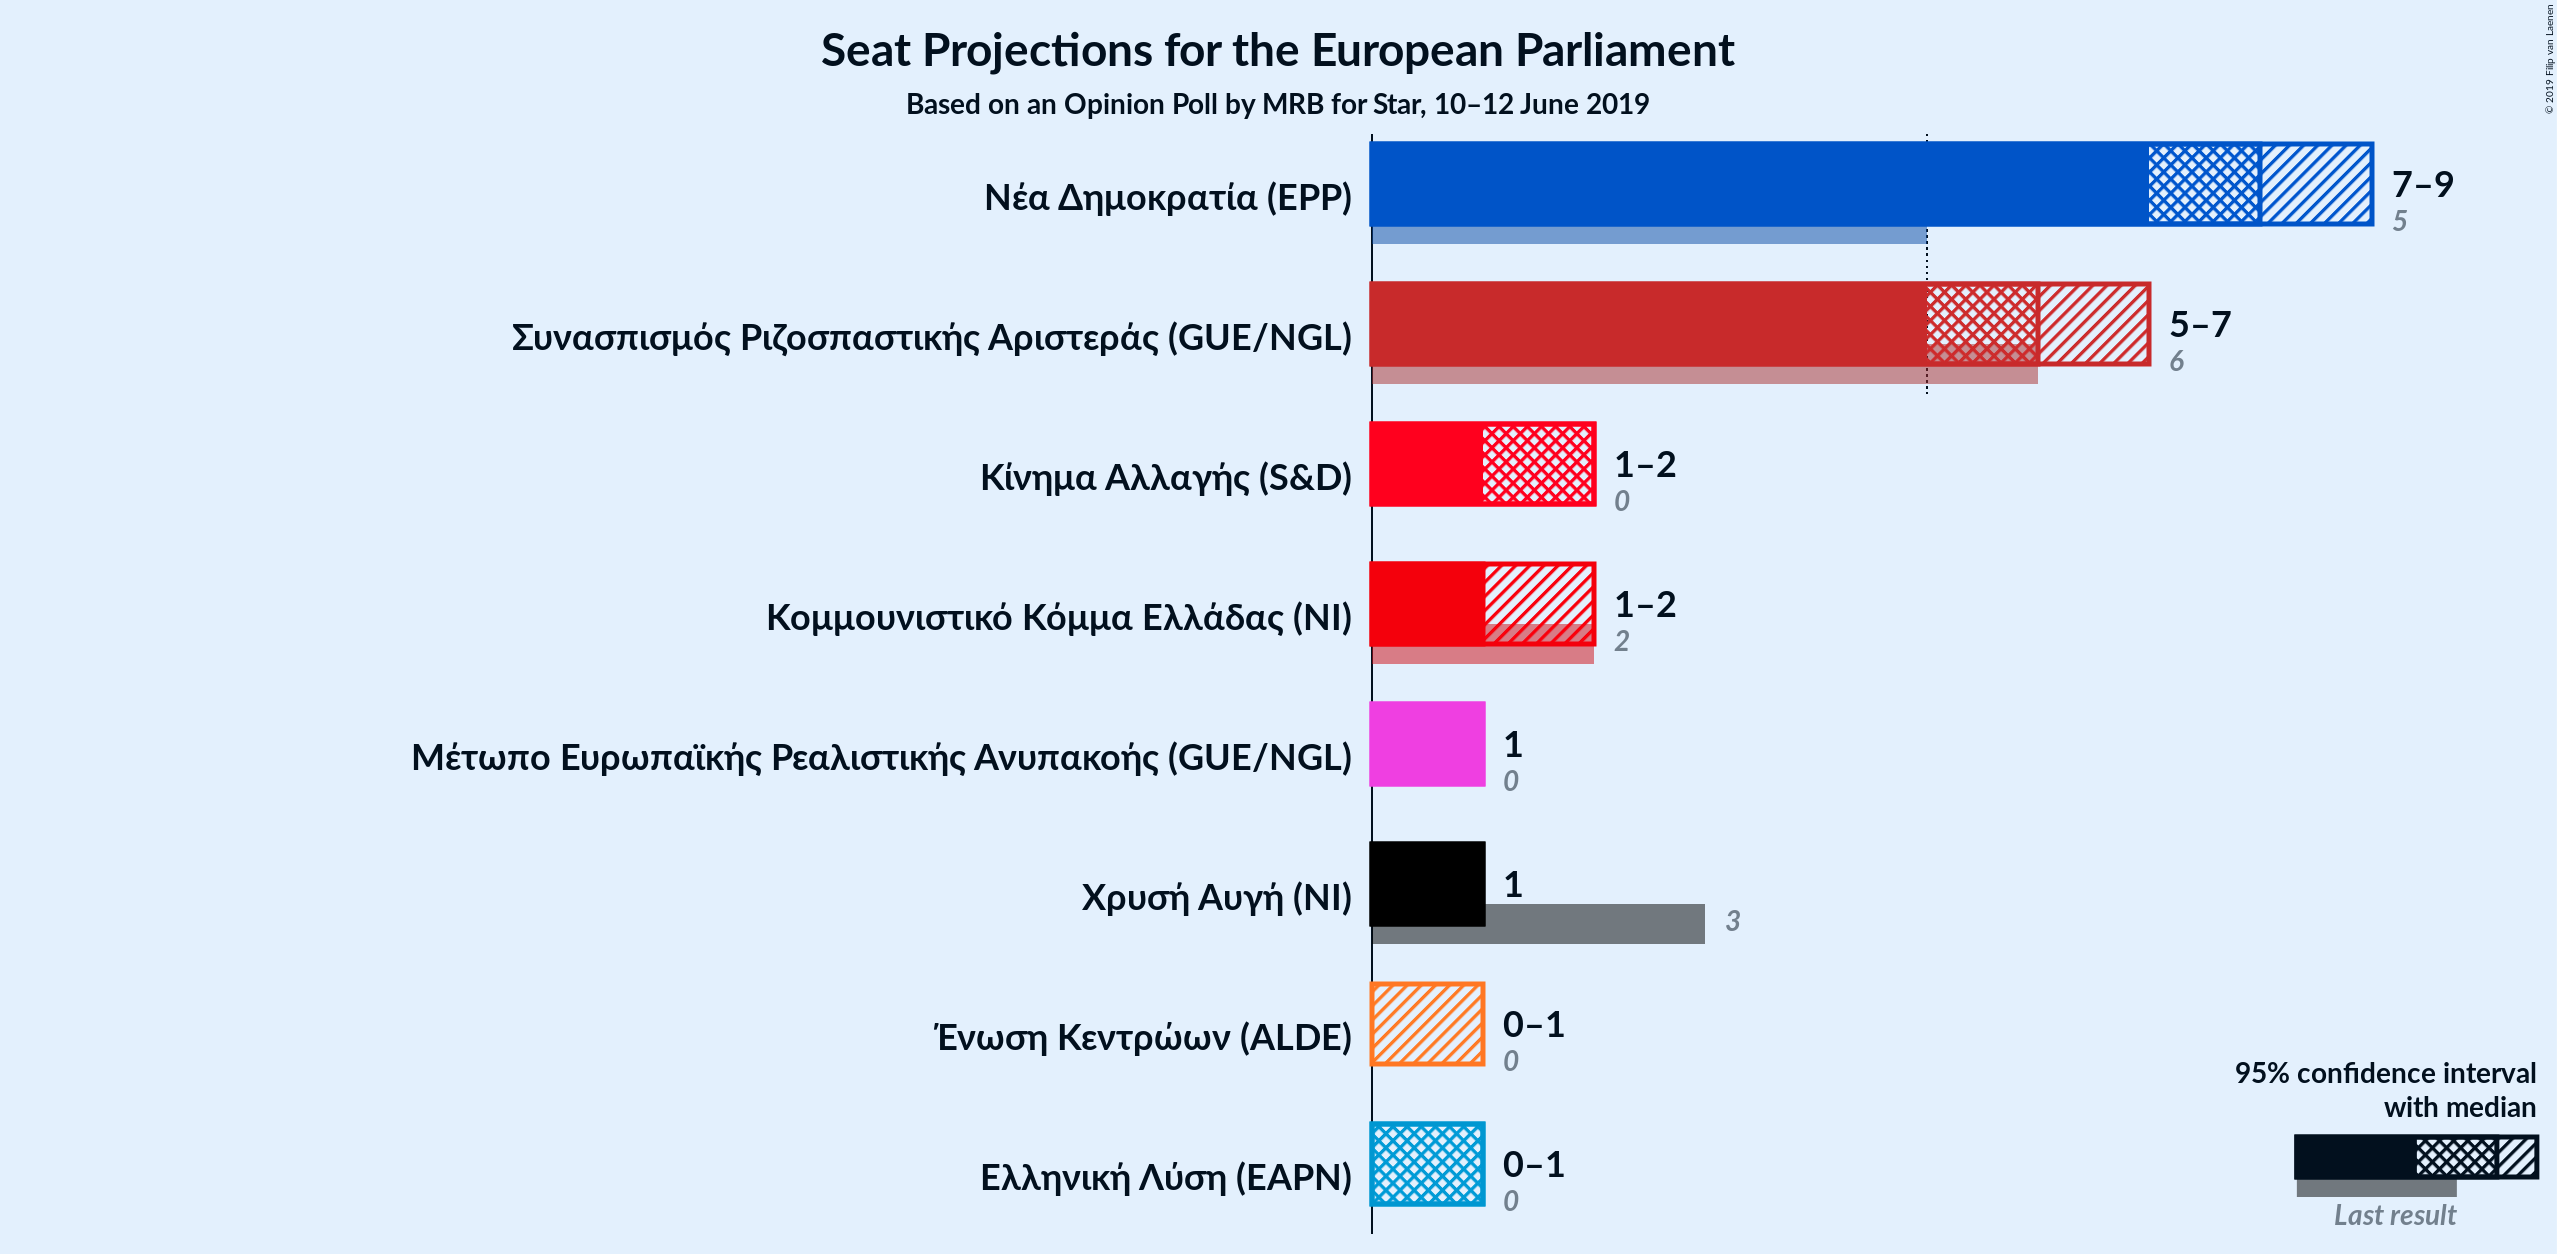 Seat Projections for the European Parliament
Based on an Opinion Poll by MRB for Star, 10–12 June 2019
© 2019 Filip van Laenen
Νέα Δημοκρατία (EPP)
7–9
5
Συνασπισμός Ριζοσπαστικής Αριστεράς (GUE/NGL)
5–7
6
Κίνημα Αλλαγής (S&D)
1–2
0
Κομμουνιστικό Κόμμα Ελλάδας (NI)
1–2
2
Μέτωπο Ευρωπαϊκής Ρεαλιστικής Ανυπακοής (GUE/NGL)
1
0
Χρυσή Αυγή (NI)
1
3
Ένωση Κεντρώων (ALDE)
0–1
0
Ελληνική Λύση (EAPN)
0–1
0
95% confidence interval
with median
Last result